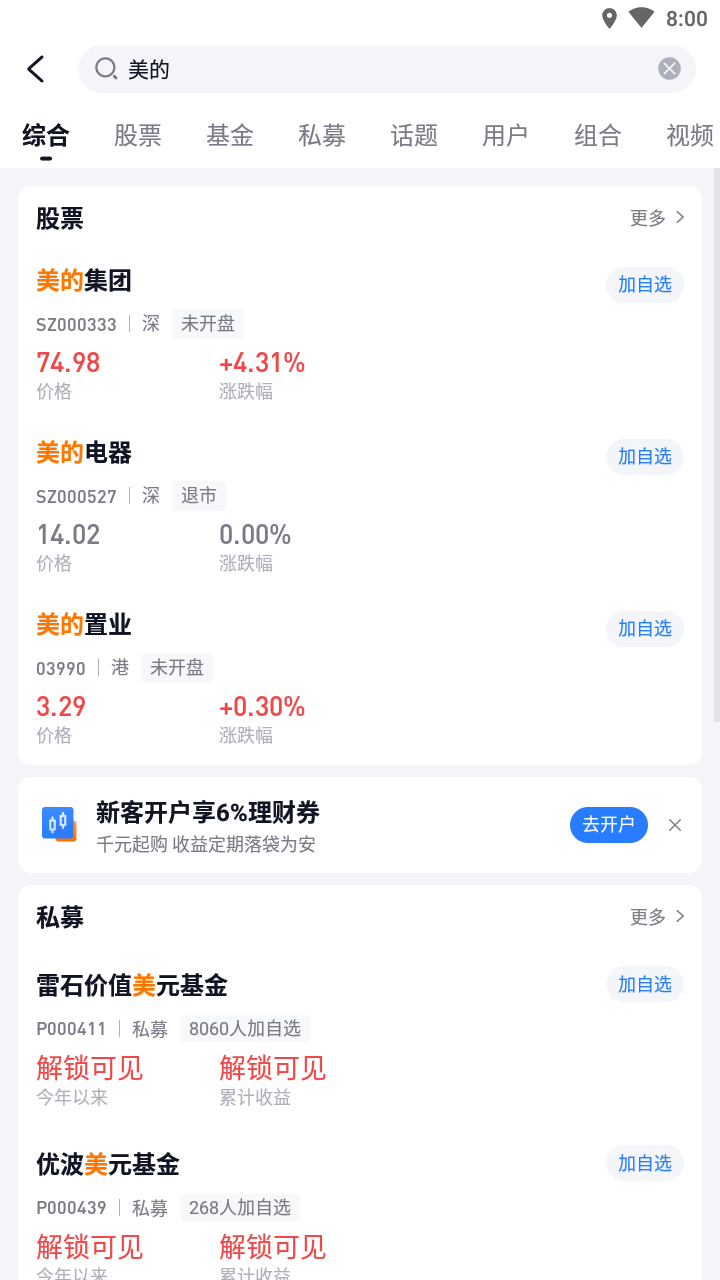 8:00
美的
综合 股票 基金 私募 话题 用户 组合 视频
股票 更多
美的集团 加自选
SZ000333 深 未开盘
74.98 +4.31%
价格 涨跌幅
美的电器 加自选
SZ000527 深 退市
14.02 0.00%
价格 涨跌幅
美的置业 加自选
03990 港 未开盘
3.29 +0.30%
价格 涨跌幅
新客开户享6%理财券
千元起购 收益定期落袋为安 去开户
私募 更多
雷石价值美元基金 加自选
P000411 私募 8060人加自选
解锁可见 解锁可见
今年以来 累计收益
优波美元基金 加自选
P000439 私募 268人加自选
解锁可见 解锁可见
今年以来 累计收益